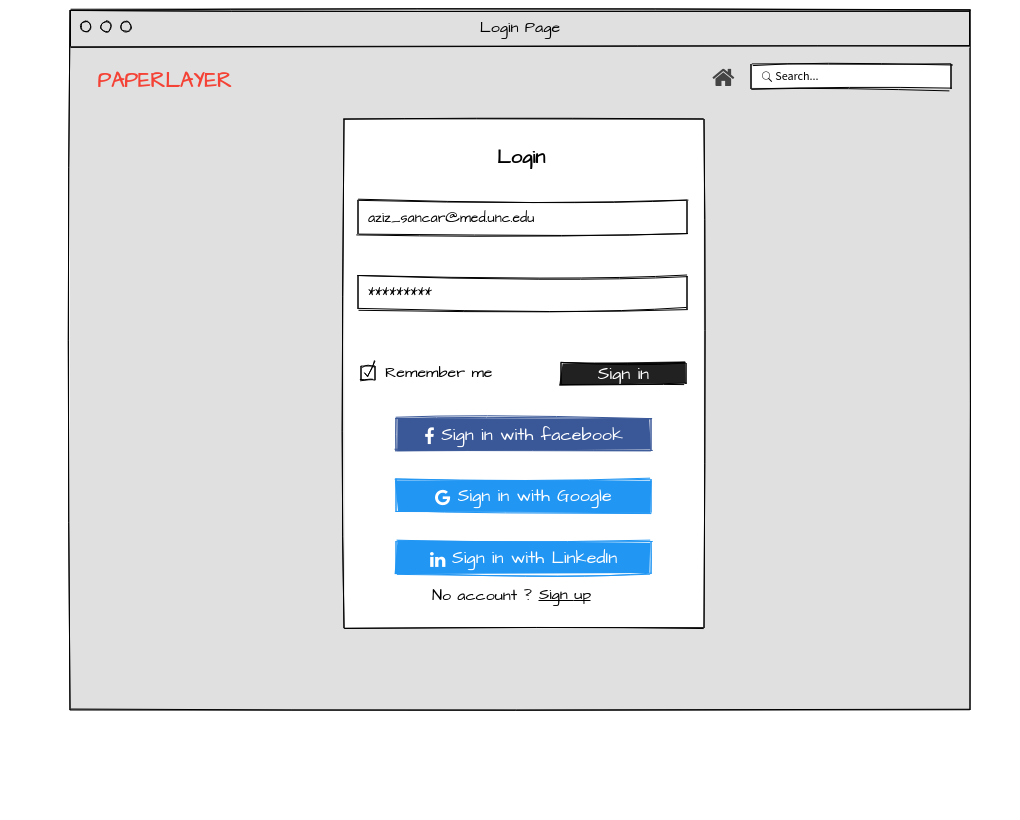 Login Page
PAPERLAYER
Search...
Login
aziz_sancar@med.unc.edu
*********
Remember me
Sign in
Sign in with facebook
Sign in with Google
Sign in with LinkedIn
No account ? Sign up